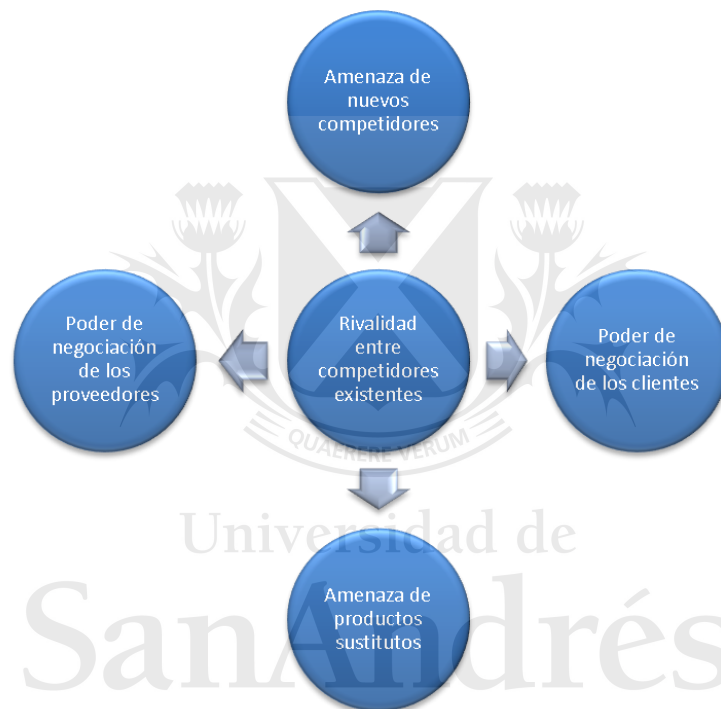 Amenaza de
nuevos
competidores
Poder de
negociación
de los
proveedores
Rivalidad
entre
competidores
existentes
Poder de
negociación
de los clientes
QUAERERE VERUM
Universidad de
SanAndrés
Amenaza de
productos
sustitutos